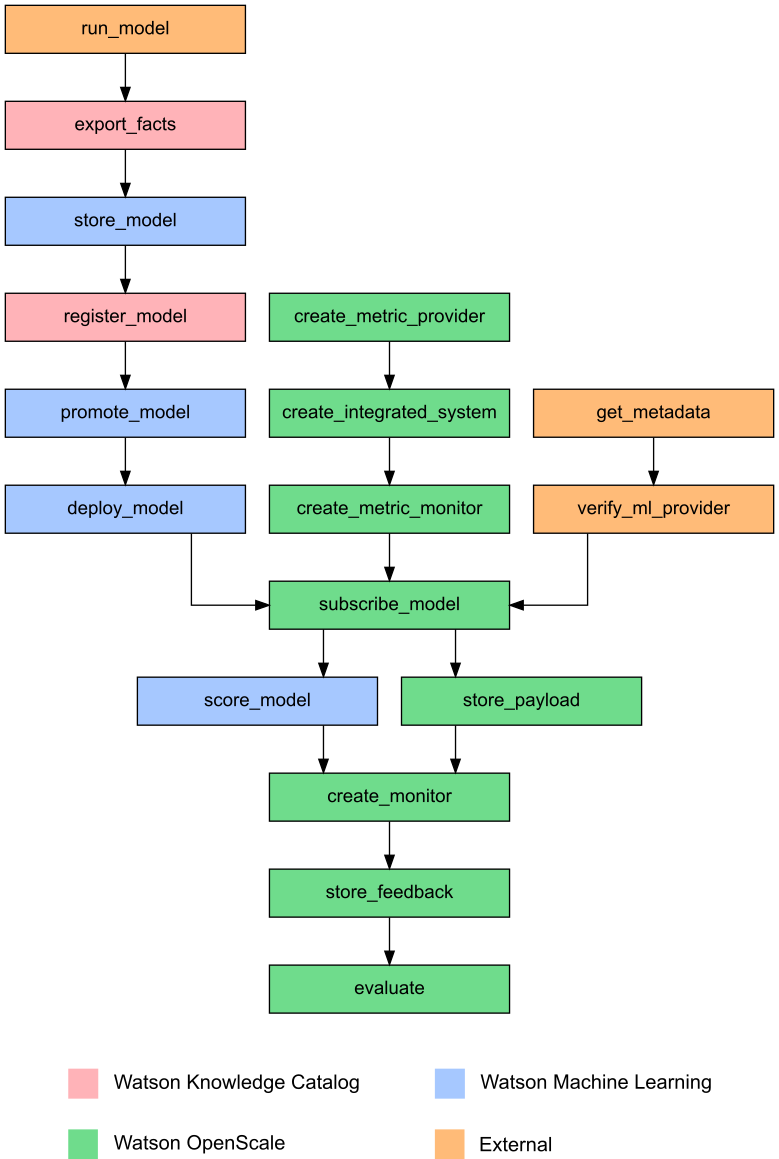 run_model
export_facts
store_model
register_model
create_metric_provider
promote_model
create_integrated_system
get_metadata
deploy_model
create_metric_monitor
verify_ml_provider
subscribe_model
score_model
store_payload
create_monitor
store_feedback
evaluate
Watson Knowledge Catalog
Watson Machine Learning
Watson OpenScale
External